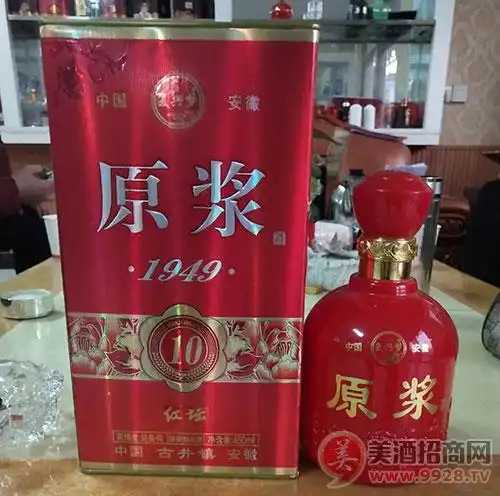 中国 安徽
原浆
·1949·
10
红坛
净含量:450ml
中国 古井镇 安徽
中国 安徽
原浆
美酒招商网
www.9928.TV